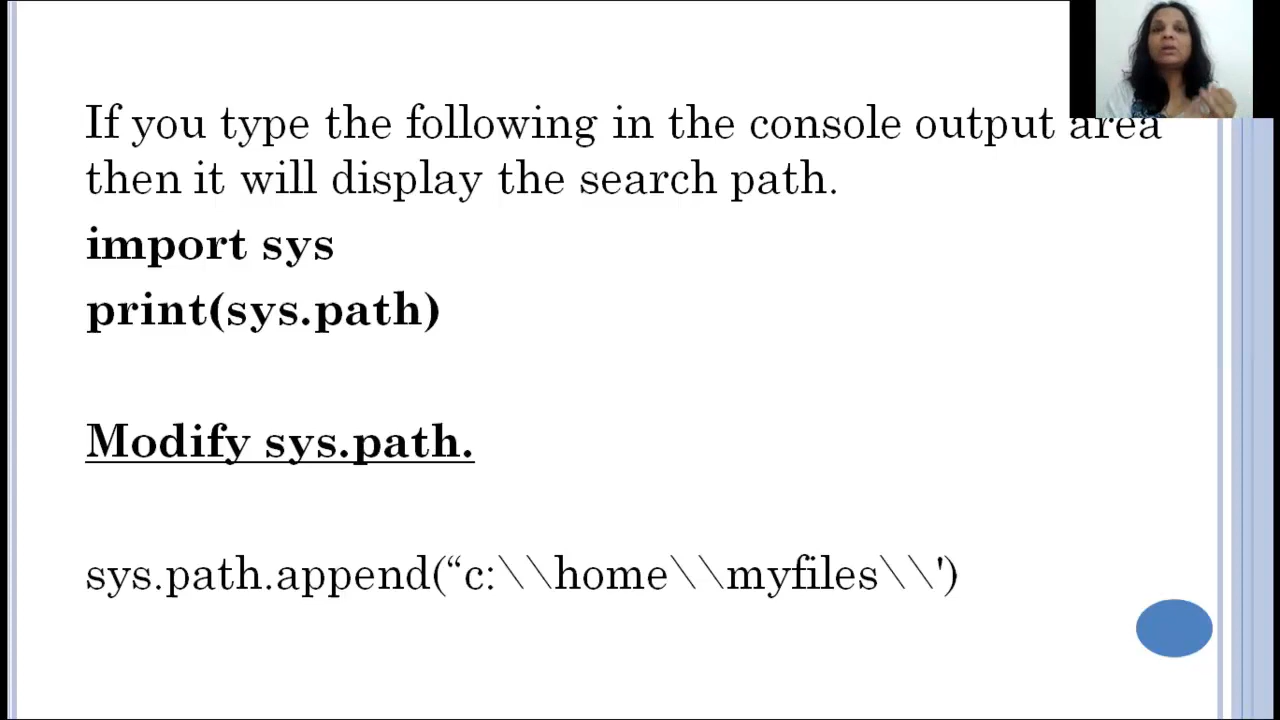 If you type the following in the console output area
then it will display the search path.
import sys
print(sys.path)
Modify sys.path.
sys.path.append(“c:\\home\\myfiles\\')